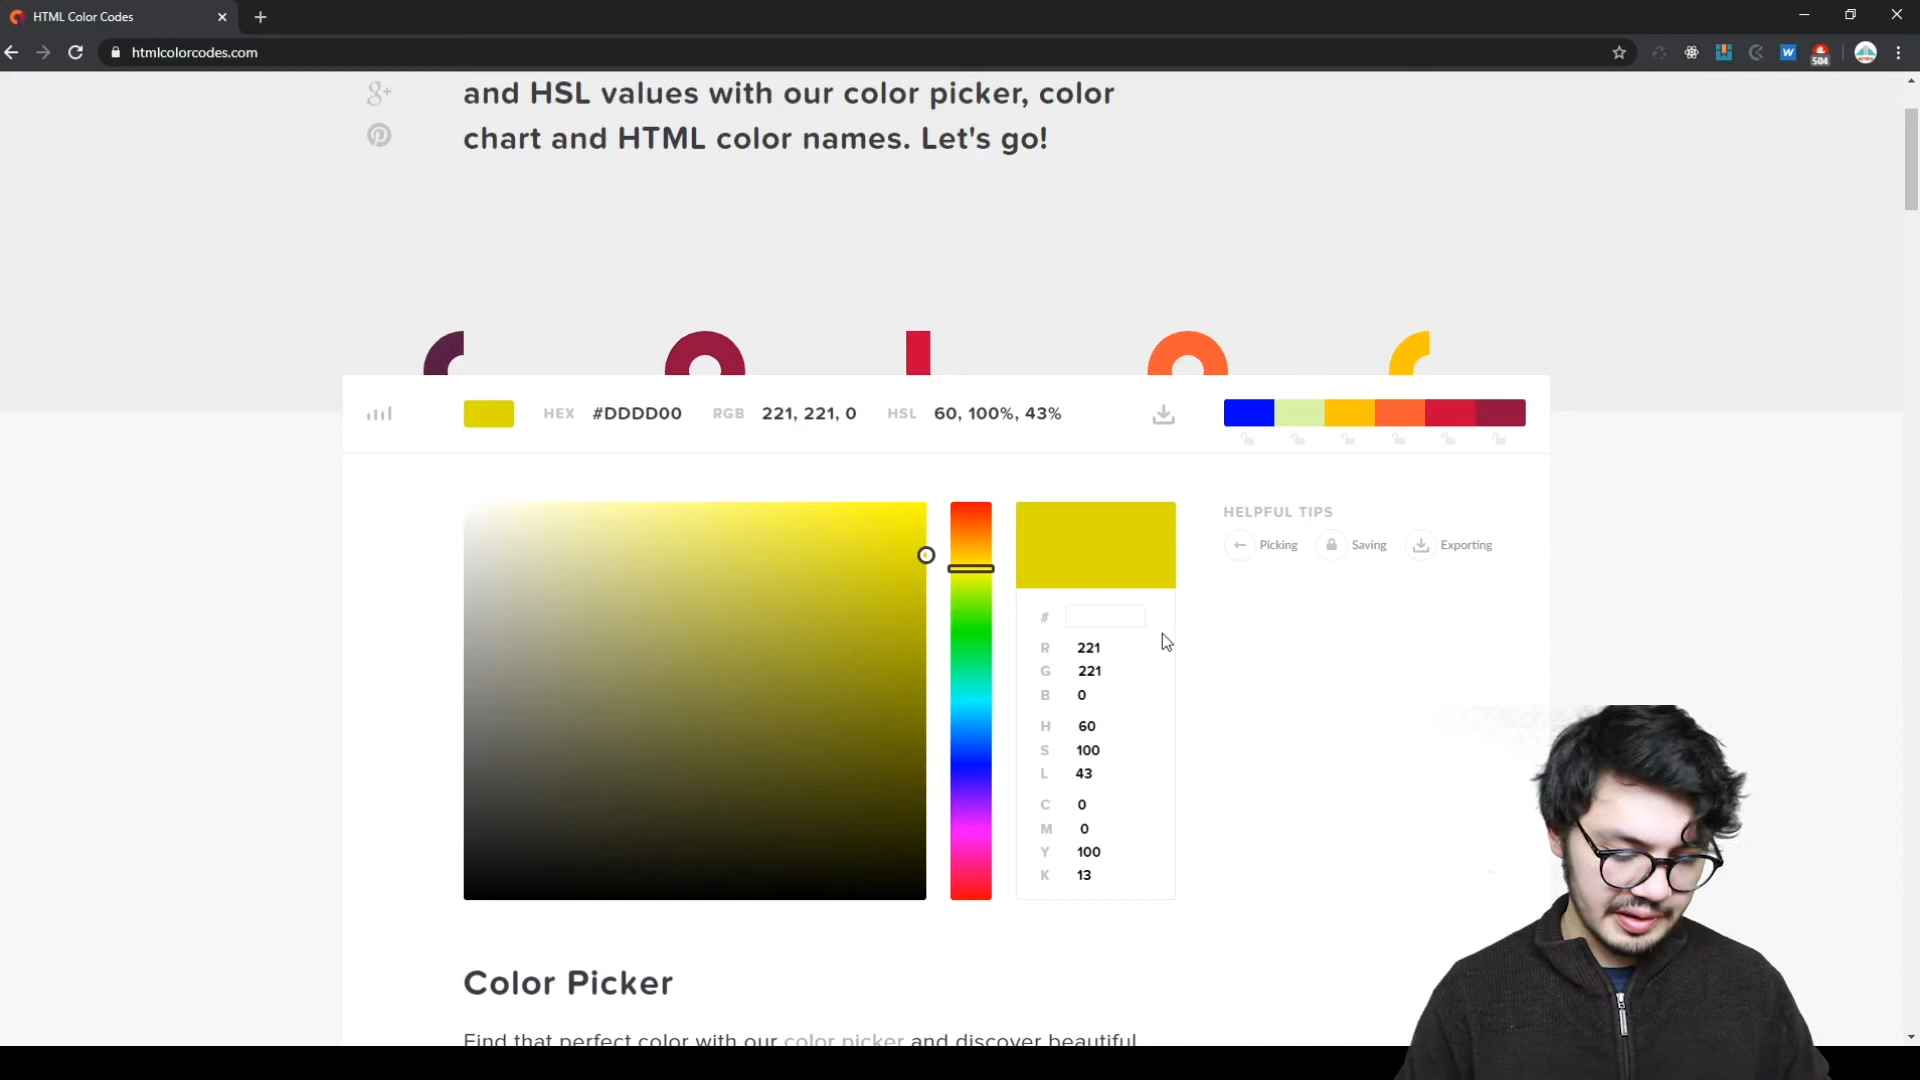 HTML Color Codes
htmlcolorcodes.com
W
504
g+
and HSL values with our color picker, color
chart and HTML color names. Let's go!
HEX #DDDD00 RGB 221, 221, 0 HSL 60, 100%, 43%
HELPFUL TIPS
Picking Saving Exporting
#
R 221
G 221
B 0
H 60
S 100
L 43
C 0
M 0
Y 100
K 13
Color Picker
Find that perfect color with our color picker and discover beautiful